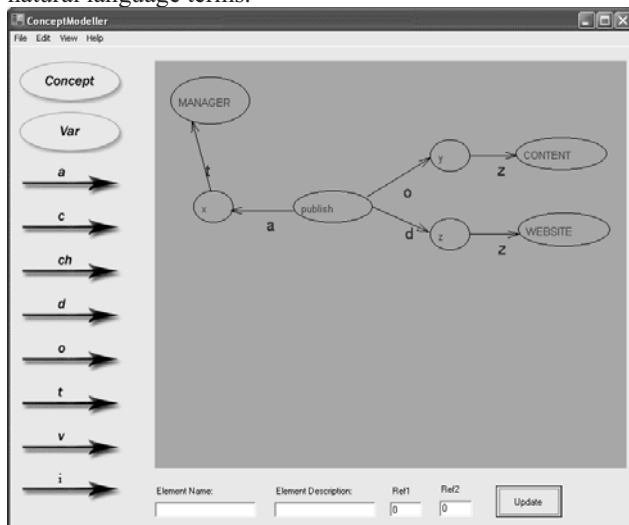 natural language terms.
ConceptModeller
File Edit View Help
Concept
Var
a
c
ch
d
o
t
v
i
MANAGER
t
x
a
publish
o
y
z
CONTENT
d
z
z
WEBSITE
Element Name: Element Description: Ref1 Ref2
0 0 Update